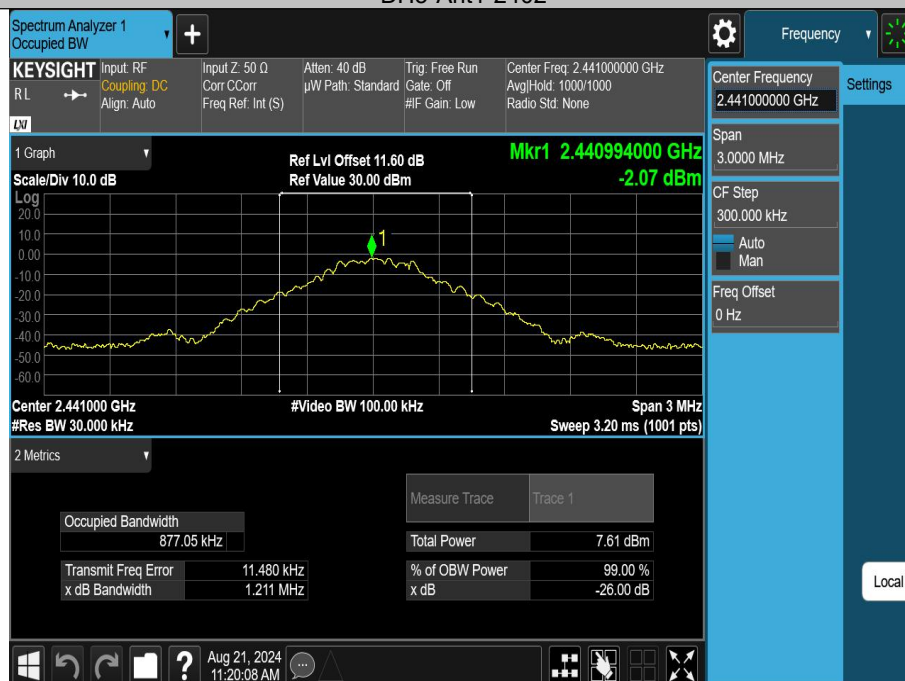 Spectrum Analyzer 1
Occupied BW
+
Frequency
KEYSIGHT
RL
LXI
Input: RF
Coupling: DC
Align: Auto
Input Z: 50 Ω
Corr CCorr
Freq Ref: Int (S)
Atten: 40 dB
µW Path: Standard
Trig: Free Run
Gate: Off
#IF Gain: Low
Center Freq: 2.441000000 GHz
Avg|Hold: 1000/1000
Radio Std: None
Center Frequency
2.441000000 GHz
Settings
Span
3.0000 MHz
CF Step
300.000 kHz
Auto
Man
Freq Offset
0 Hz
Local
1 Graph
Scale/Div 10.0 dB
Ref Lvl Offset 11.60 dB
Ref Value 30.00 dBm
Mkr1 2.440994000 GHz
-2.07 dBm
Log
20.0
10.0
0.00
-10.0
-20.0
-30.0
-40.0
-50.0
-60.0
1
Center 2.441000 GHz
#Video BW 100.00 kHz
Span 3 MHz
#Res BW 30.000 kHz
Sweep 3.20 ms (1001 pts)
2 Metrics
Measure Trace
Trace 1
Occupied Bandwidth
877.05 kHz
Total Power
7.61 dBm
Transmit Freq Error
11.480 kHz
% of OBW Power
99.00 %
x dB Bandwidth
1.211 MHz
x dB
-26.00 dB
?
Aug 21, 2024
11:20:08 AM